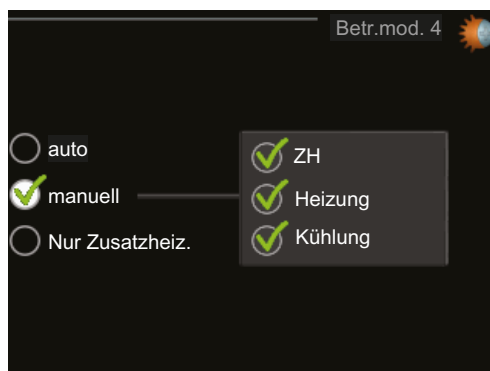 Betr.mod. 4
auto
manuell
Nur Zusatzheiz.
ZH
Heizung
Kühlung